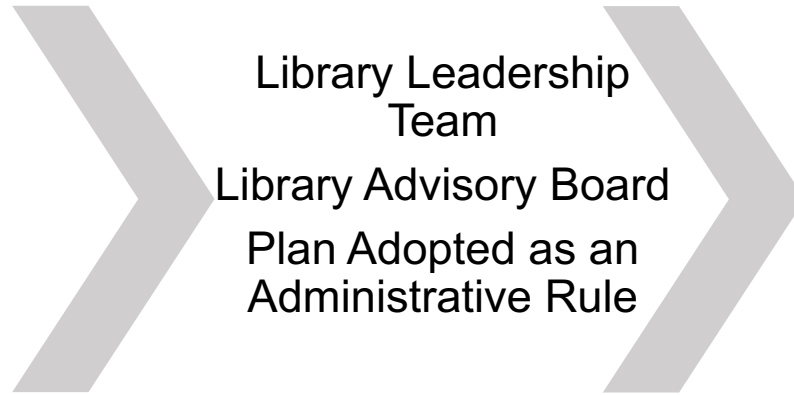 Library Leadership
Team
Library Advisory Board
Plan Adopted as an
Administrative Rule